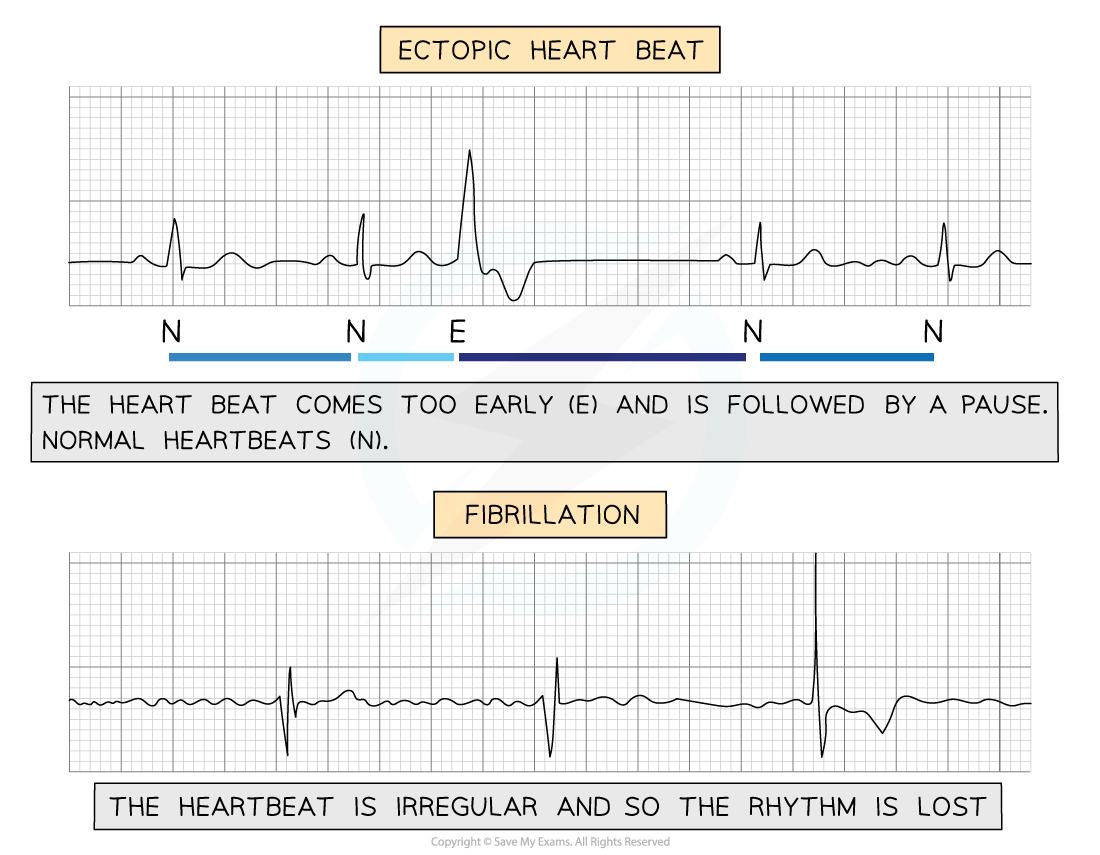 ECTOPIC HEART BEAT
N N E N N
THE HEART BEAT COMES TOO EARLY (E) AND IS FOLLOWED BY A PAUSE.
NORMAL HEARTBEATS (N).
FIBRILLATION
THE HEARTBEAT IS IRREGULAR AND SO THE RHYTHM IS LOST
Copyright © Save My Exams. All Rights Reserved